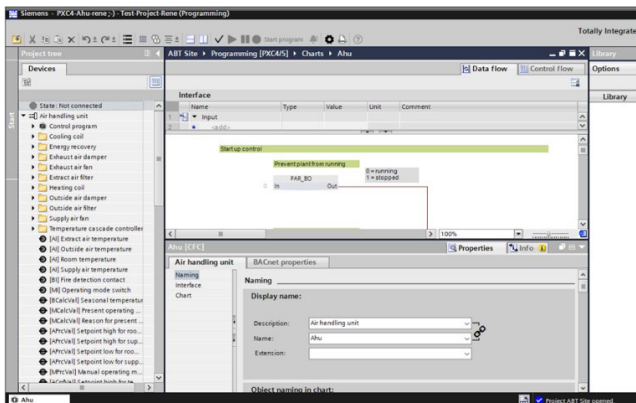 Siemens - PXC4-Ahu-rene ;-) - Test-Project-Rene (Programming)
Start program
Totally Integrate
Project tree
ABT Site ▸ Programming [PXC4/5] ▸ Charts ▸ Ahu
Library
Devices
Data flow
Control flow
Options
Library
Start
State: Not connected
Air handling unit
Control program
Cooling coil
Energy recovery
Exhaust air damper
Exhaust air fan
Extract air filter
Heating coil
Outside air damper
Outside air filter
Supply air fan
Temperature cascade controller
[AI] Extract air temperature
[AI] Outside air temperature
[AI] Room temperature
[AI] Supply air temperature
[BI] Fire detection contact
[MI] Operating mode switch
[BCalcVal] Seasonal temperatur
[MCalcVal] Present operating ...
[MCalcVal] Reason for present ...
[APrcVal] Setpoint high for roo...
[APrcVal] Setpoint high for sup...
[APrcVal] Setpoint low for roo...
[APrcVal] Setpoint low for supp...
[MPrcVal] Manual operating m...
Interface
Name Type Value Unit Comment
1 Input
2 <add>
Start up control
Prevent plant from running
PAR_BO
0 In Out
0 = running
1 = stopped
100%
Ahu [CFC]
Properties
Info
Air handling unit
BACnet properties
Naming
Interface
Chart
Naming
Display name:
Description: Air handling unit
Name: Ahu
Extension:
Object naming in chart:
Ahu
Project ABT Site opened.